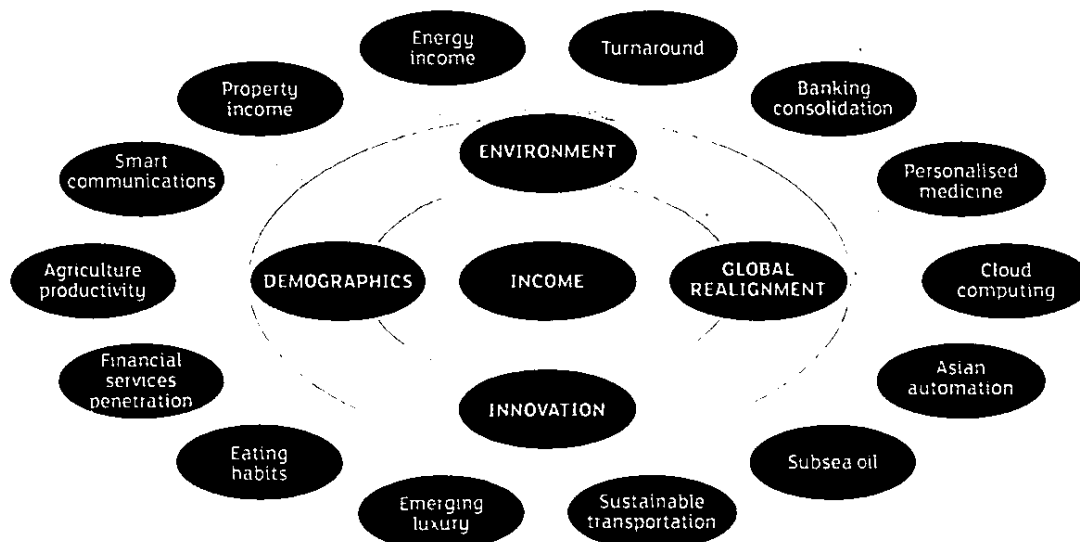 Energy
income
Turnaround
Property
income
Banking
consolidation
ENVIRONMENT
Smart
communications
Personalised
medicine
Agriculture
productivity
DEMOGRAPHICS
INCOME
GLOBAL
REALIGNMENT
Cloud
computing
Financial
services
penetration
Asian
automation
INNOVATION
Eating
habits
Subsea oil
Emerging
luxury
Sustainable
transportation